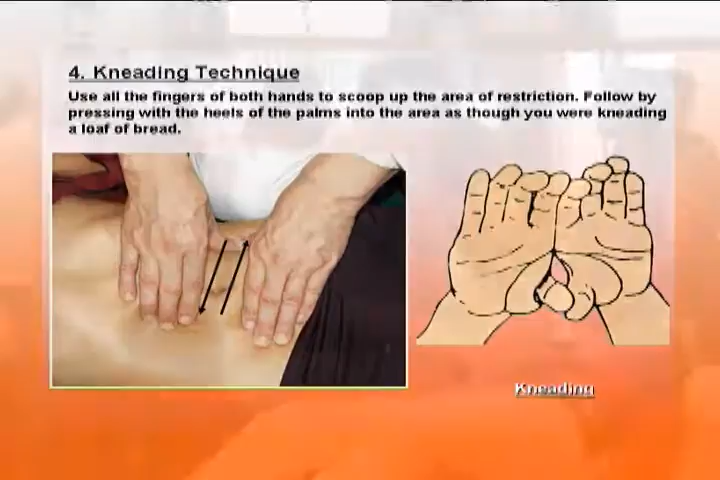 4. Kneading Technique
Use all the fingers of both hands to scoop up the area of restriction. Follow by
pressing with the heels of the palms into the area as though you were kneading
a loaf of bread.
Kneading